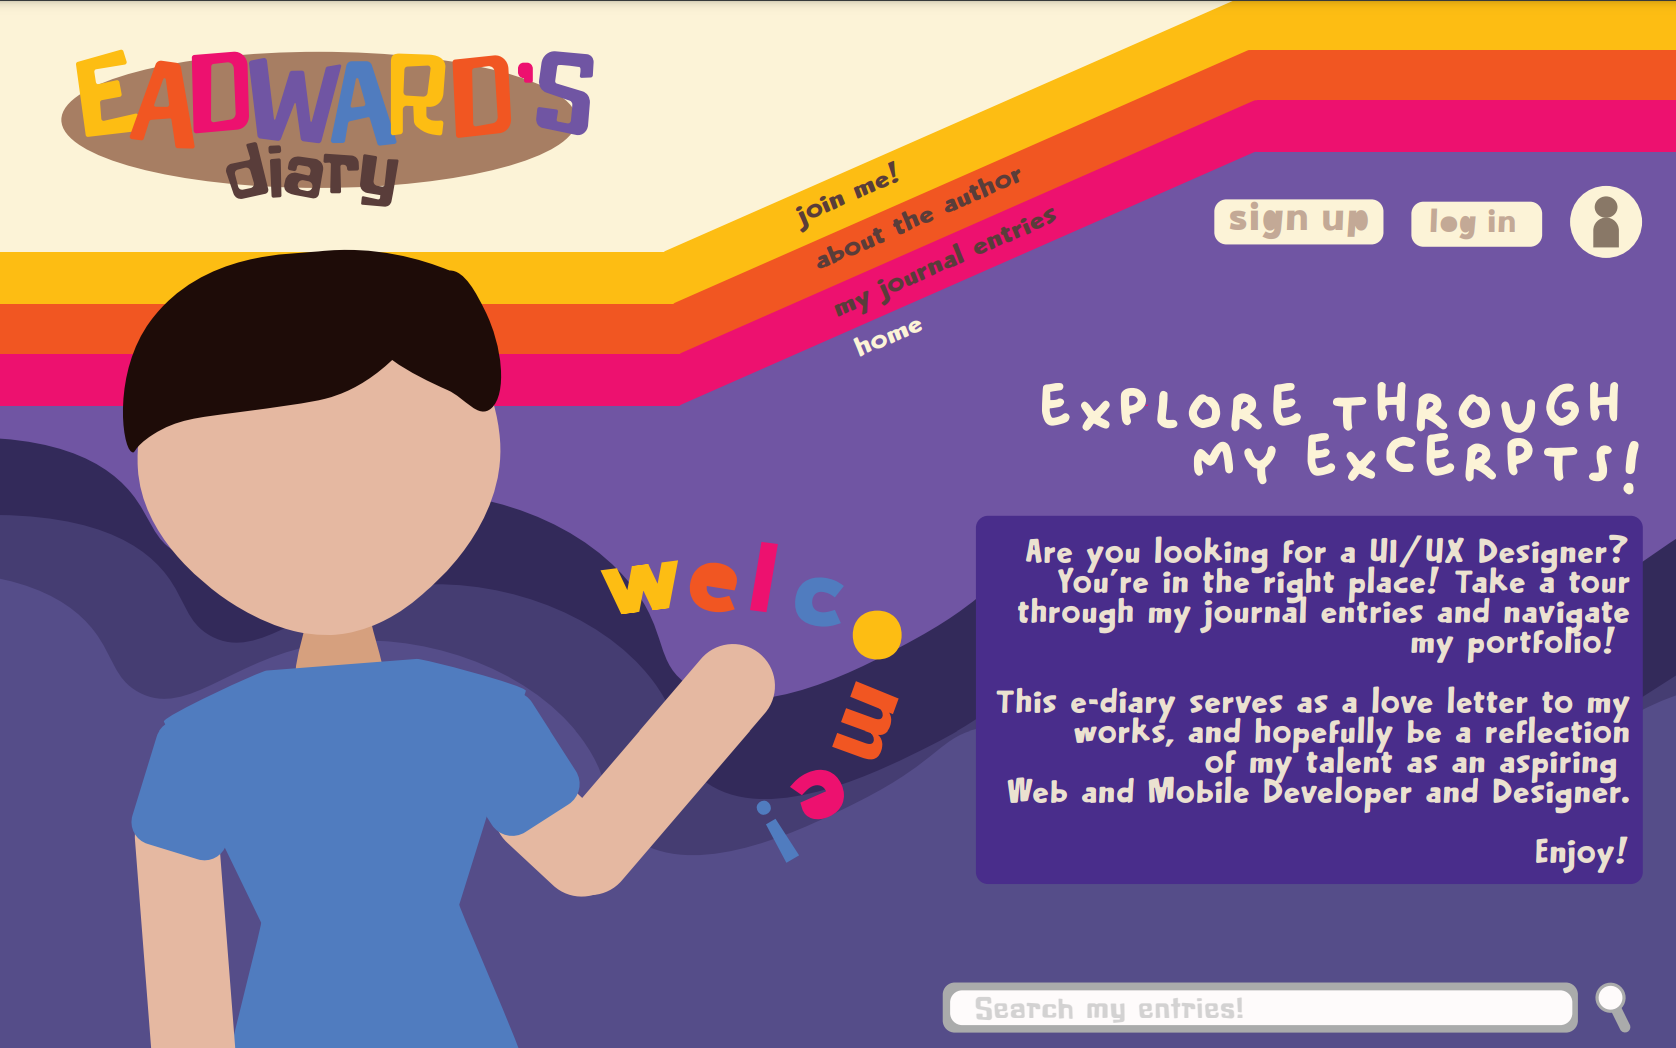 EADWARD'S
diary
join me!
about the author
my journal entries
home
sign up
log in
EXPLORE THROUGH
MY EXCERPTS!
welcome!
Are you looking for a UI/UX Designer?
You're in the right place! Take a tour
through my journal entries and navigate
my portfolio!
This e-diary serves as a love letter to my
works, and hopefully be a reflection
of my talent as an aspiring
Web and Mobile Developer and Designer.
Enjoy!
Search my entries!